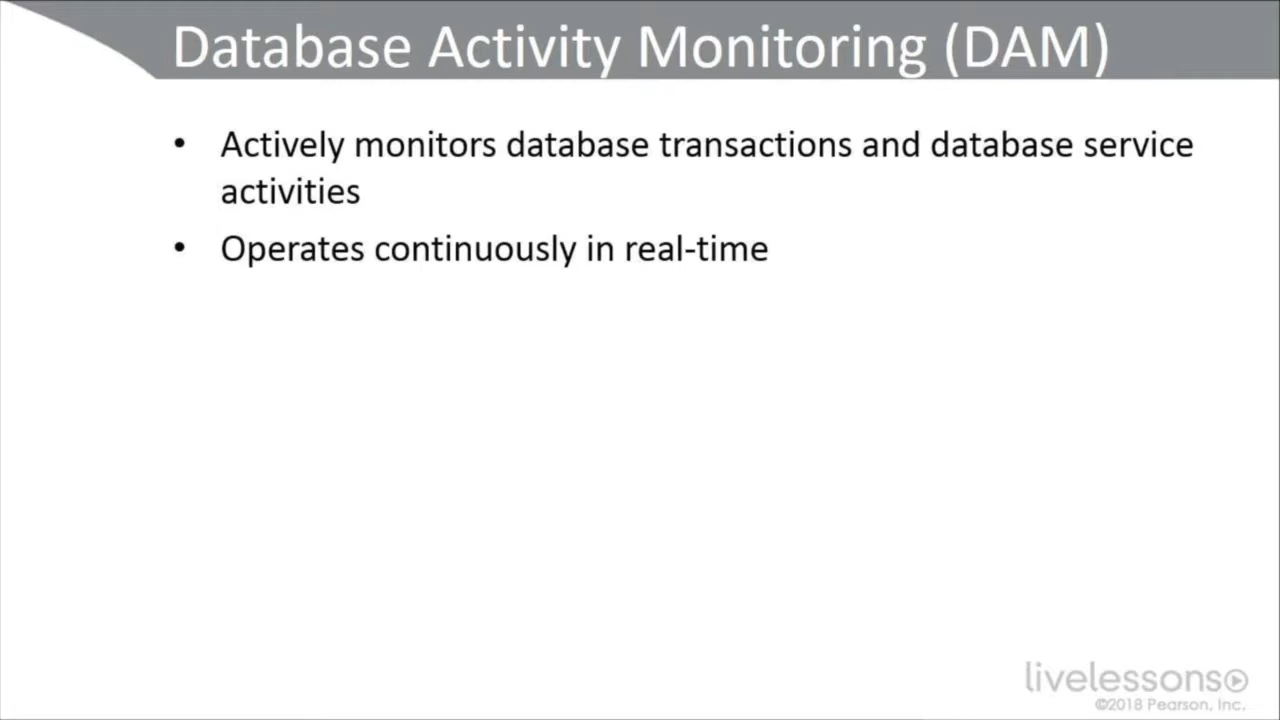 Database Activity Monitoring (DAM)
• Actively monitors database transactions and database service
activities
• Operates continuously in real-time
livelessons
©2018 Pearson, Inc.